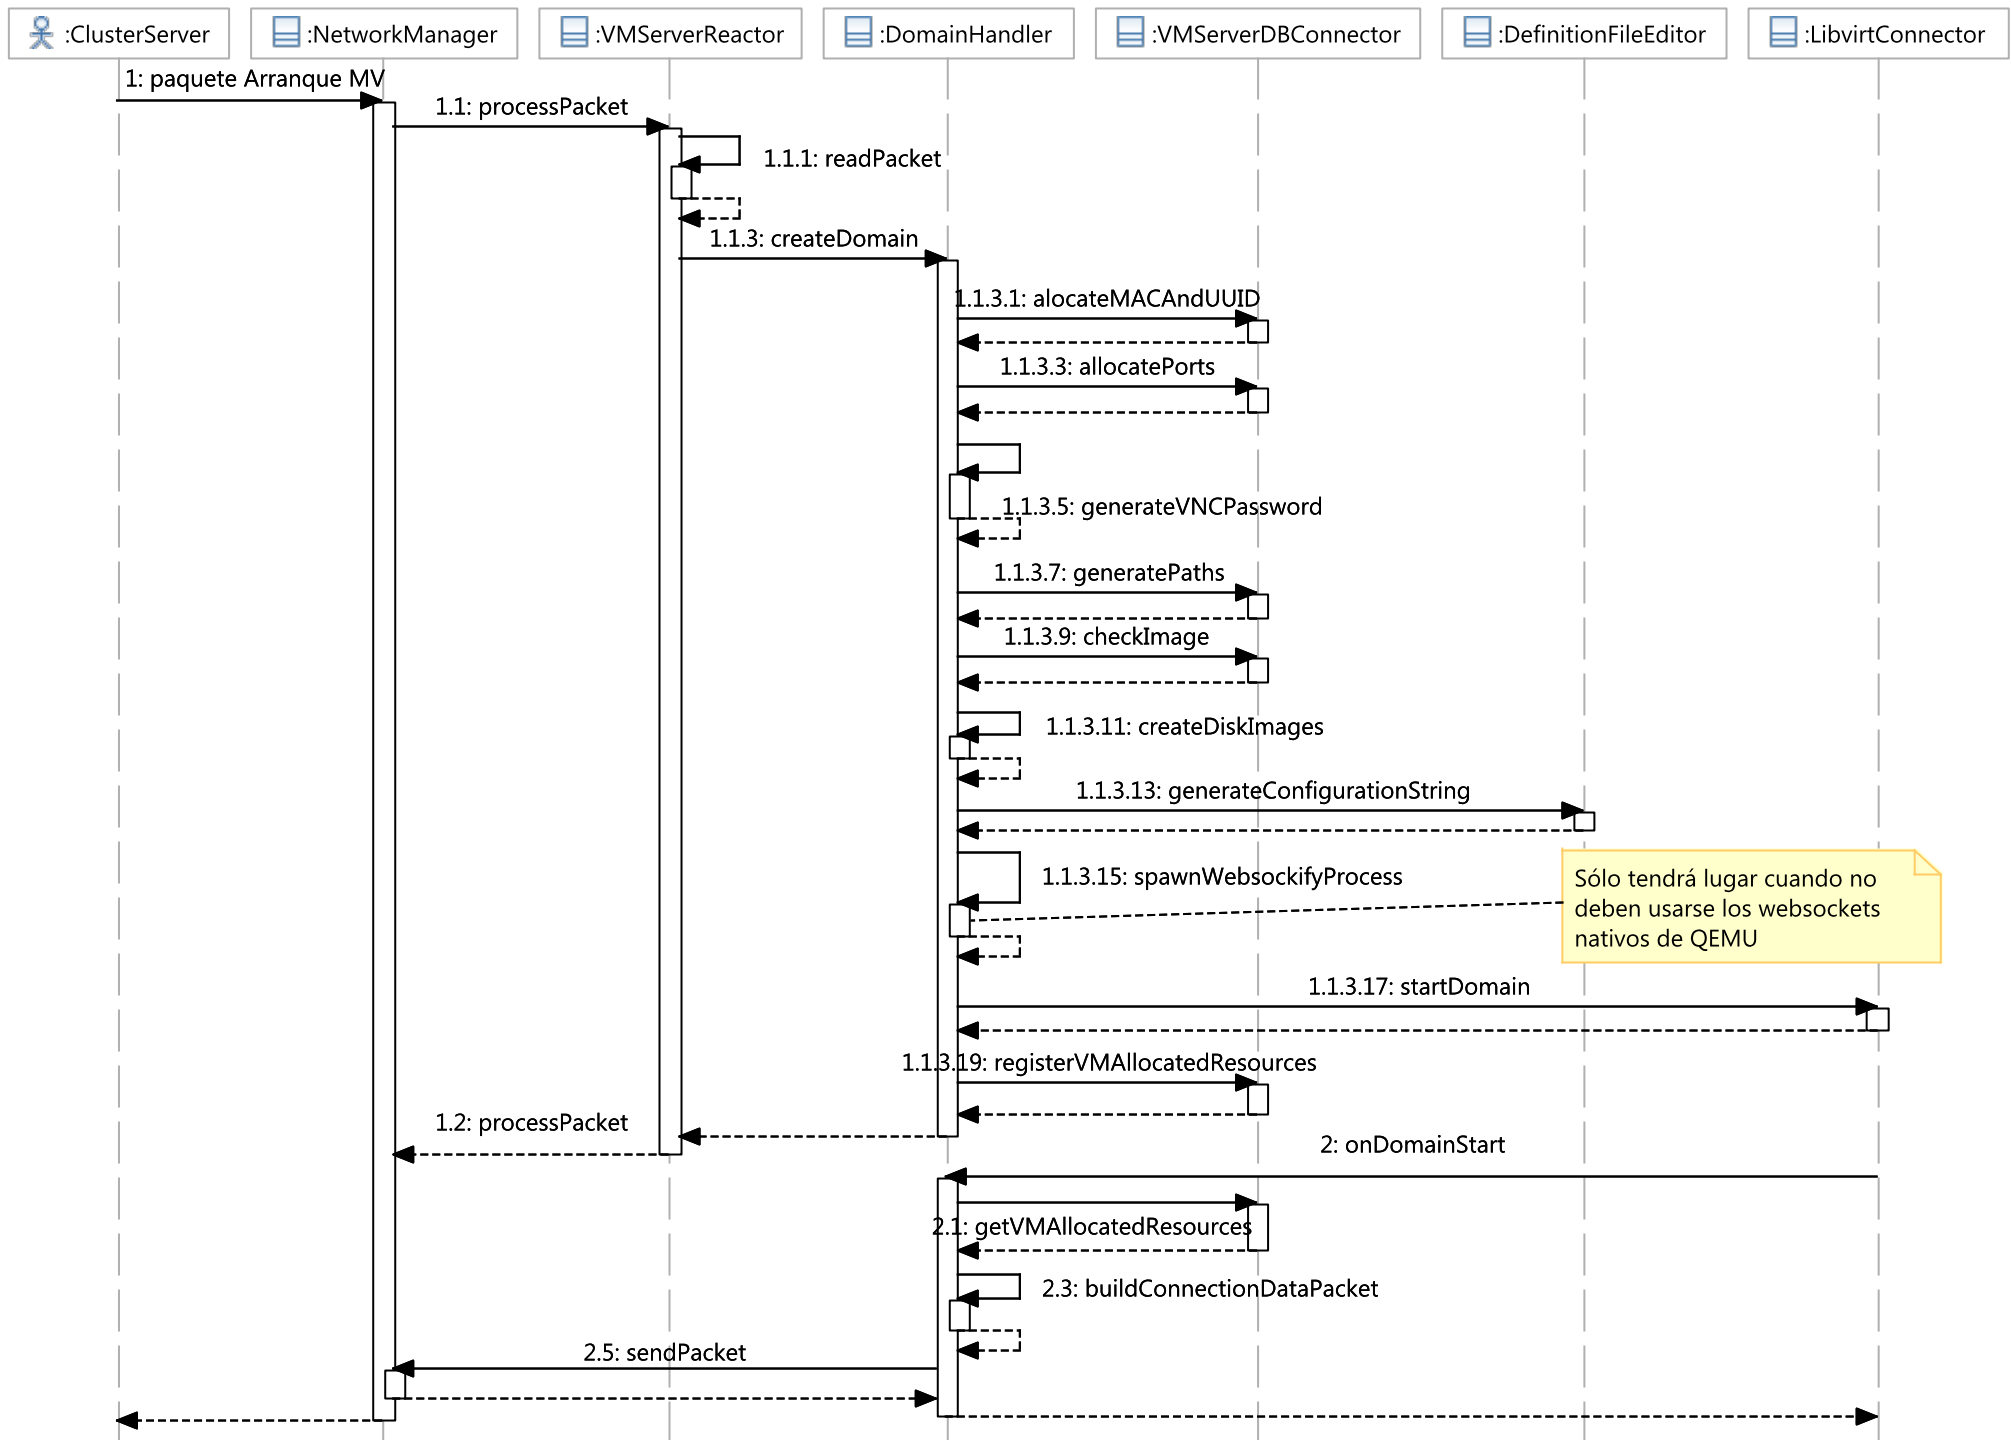 :ClusterServer
:NetworkManager
:VMServerReactor
:DomainHandler
:VMServerDBConnector
:DefinitionFileEditor
:LibvirtConnector
1: paquete Arranque MV
1.1: processPacket
1.1.1: readPacket
1.1.3: createDomain
1.1.3.1: alocateMACAndUUID
1.1.3.3: allocatePorts
1.1.3.5: generateVNCPassword
1.1.3.7: generatePaths
1.1.3.9: checkImage
1.1.3.11: createDiskImages
1.1.3.13: generateConfigurationString
1.1.3.15: spawnWebsockifyProcess
Sólo tendrá lugar cuando no
deben usarse los websockets
nativos de QEMU
1.1.3.17: startDomain
1.1.3.19: registerVMAllocatedResources
1.2: processPacket
2: onDomainStart
2.1: getVMAllocatedResources
2.3: buildConnectionDataPacket
2.5: sendPacket